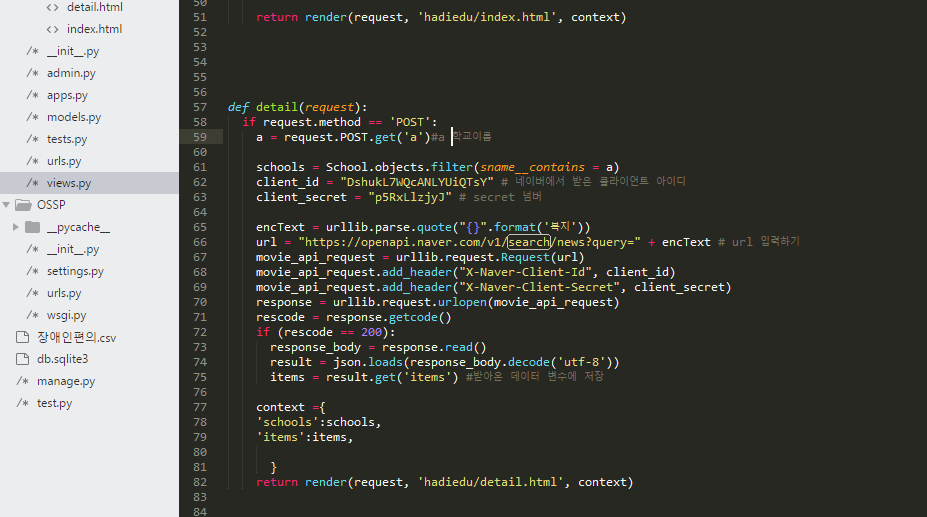 detail.html
index.html
__init__.py
admin.py
apps.py
models.py
tests.py
urls.py
views.py
OSSP
__pycache__
__init__.py
settings.py
urls.py
wsgi.py
장애인편의.csv
db.sqlite3
manage.py
test.py
50
51 return render(request, 'hadiedu/index.html', context)
52
53
54
55
56
57 def detail(request):
58 if request.method == 'POST':
59 a = request.POST.get('a')#a 학교이름
60
61 schools = School.objects.filter(sname__contains = a)
62 client_id = "DshukL7WQcANLYUiQTsY" # 네이버에서 받은 클라이언트 아이디
63 client_secret = "p5RxLlzjyJ" # secret 넘버
64
65 encText = urllib.parse.quote("{}".format('복지'))
66 url = "https://openapi.naver.com/v1/search/news?query=" + encText # url 입력하기
67 movie_api_request = urllib.request.Request(url)
68 movie_api_request.add_header("X-Naver-Client-Id", client_id)
69 movie_api_request.add_header("X-Naver-Client-Secret", client_secret)
70 response = urllib.request.urlopen(movie_api_request)
71 rescode = response.getcode()
72 if (rescode == 200):
73 response_body = response.read()
74 result = json.loads(response_body.decode('utf-8'))
75 items = result.get('items') #받아온 데이터 변수에 저장
76
77 context ={
78 'schools':schools,
79 'items':items,
80
81 }
82 return render(request, 'hadiedu/detail.html', context)
83
84